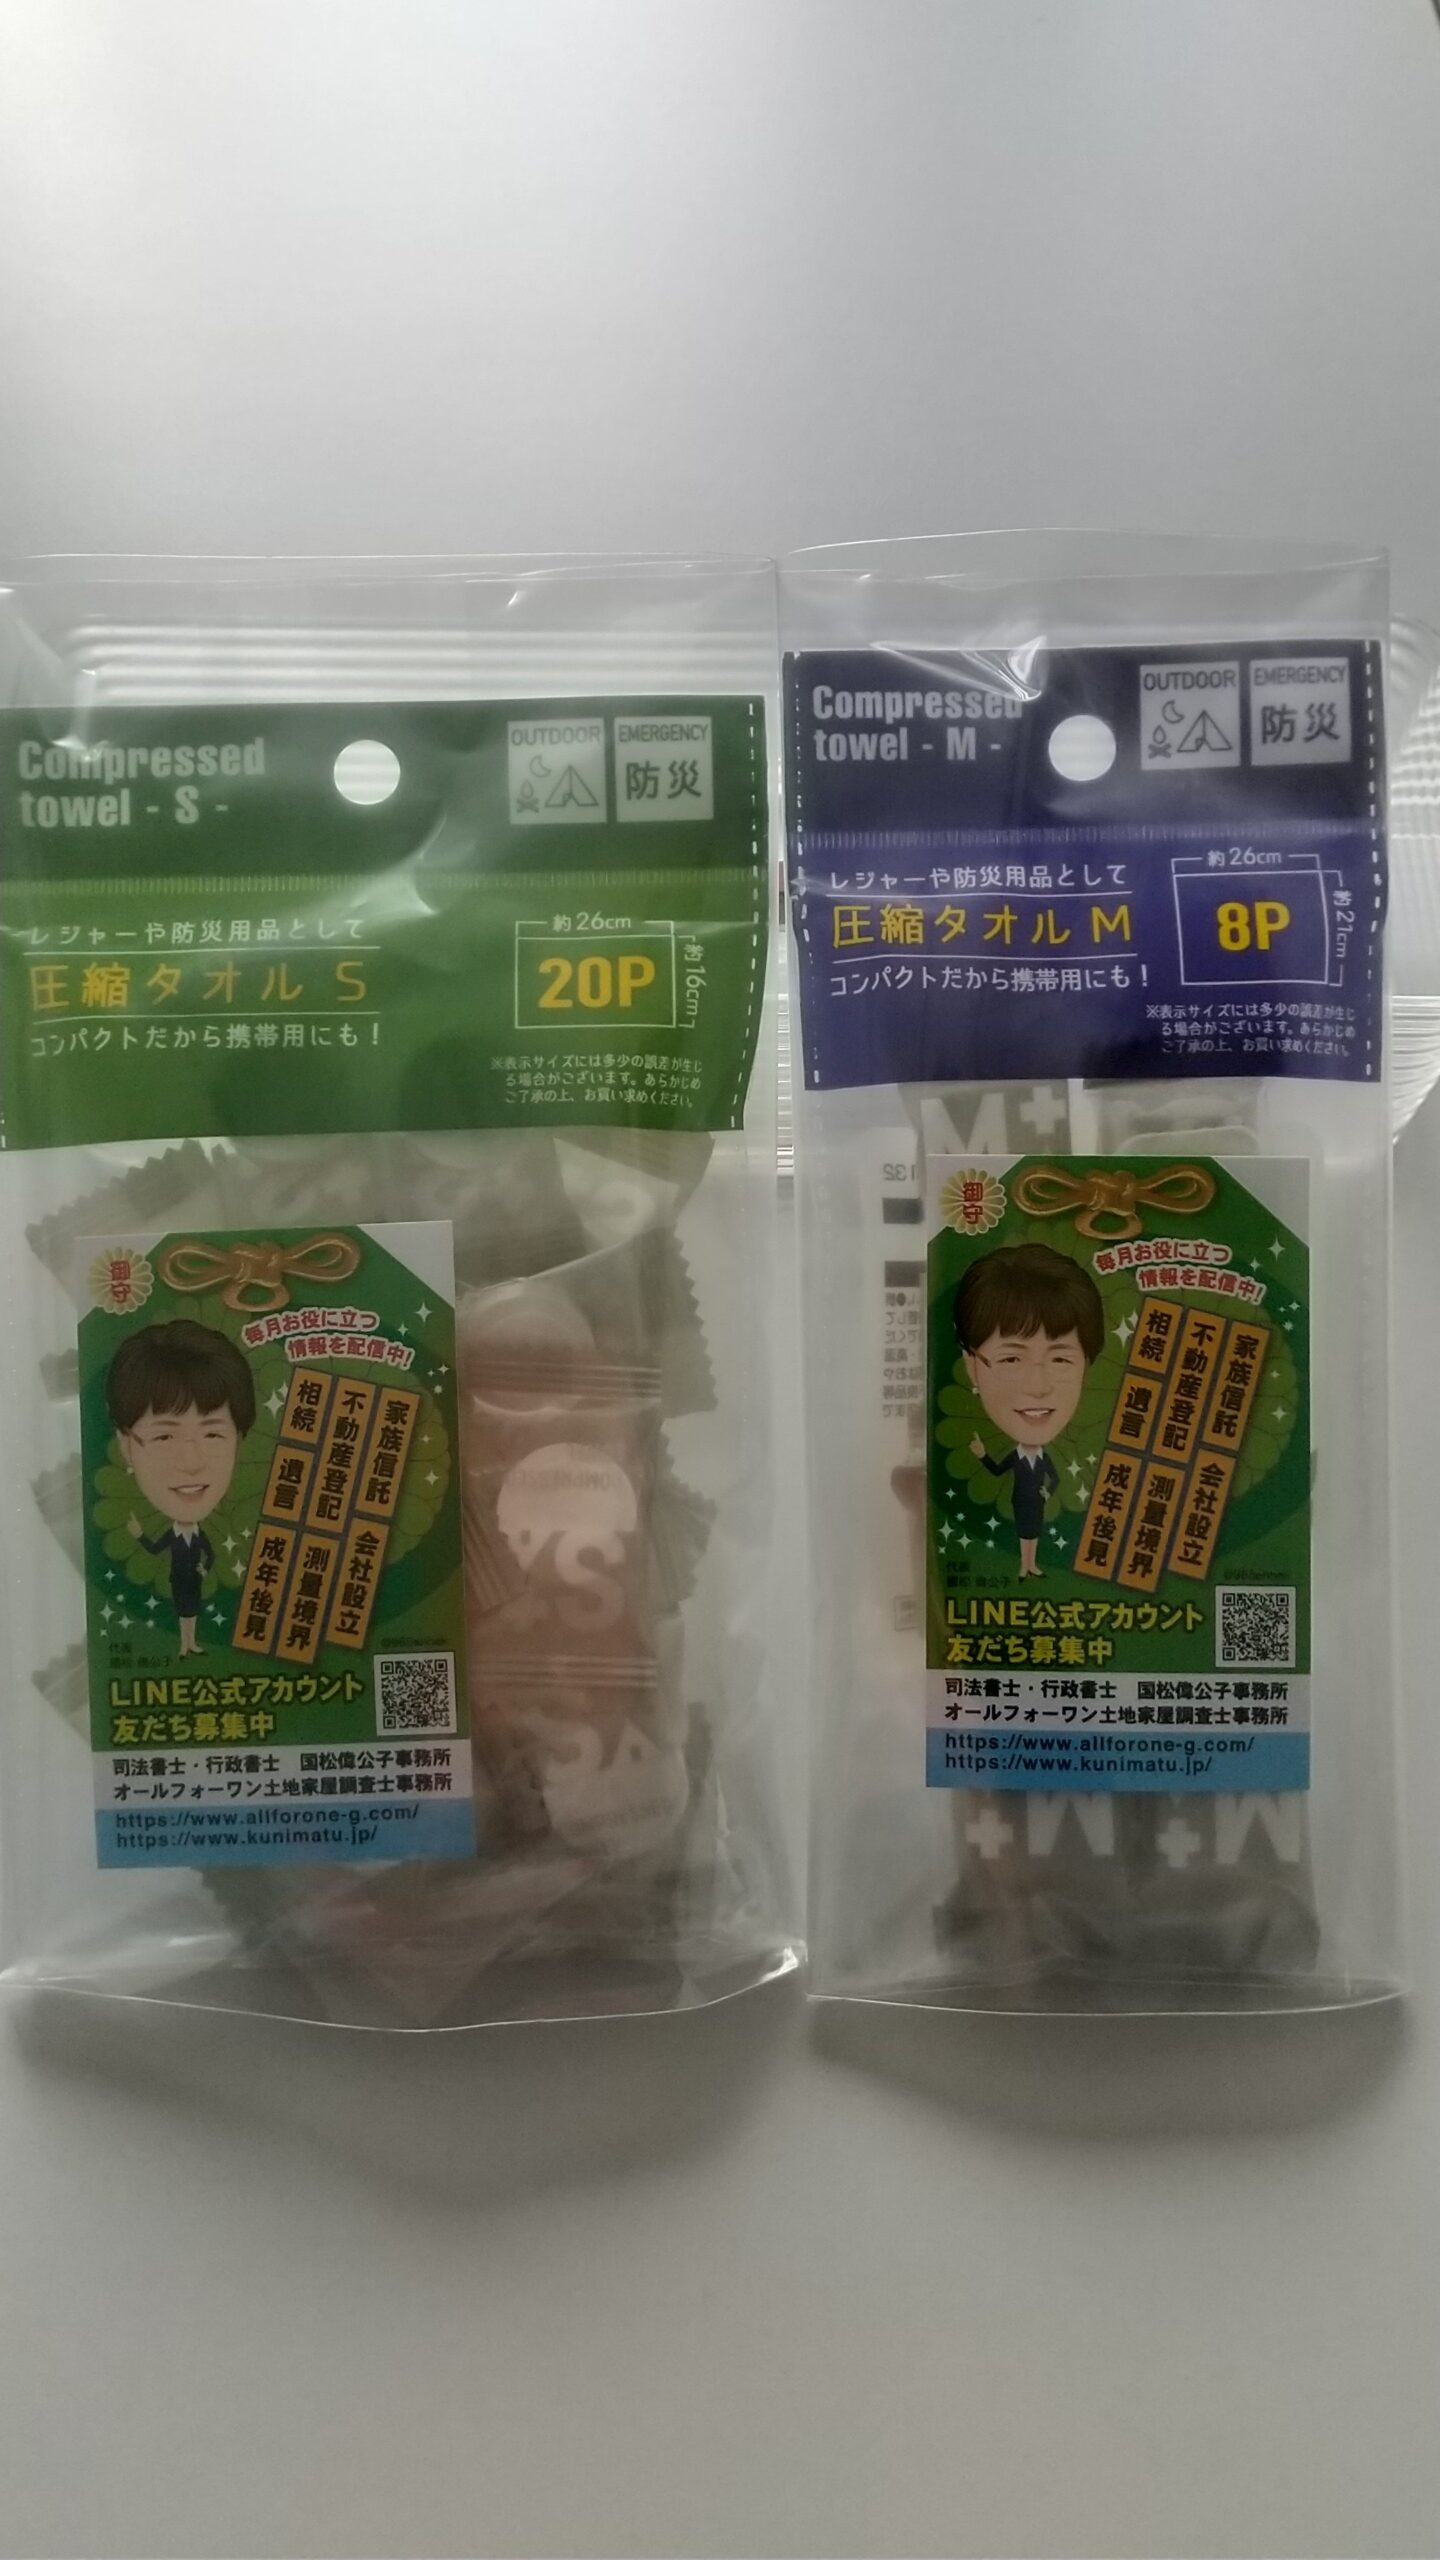 Compressed
towel - S -
OUTDOOR
EMERGENCY
防災
レジャーや防災用品として
圧縮タオル S
コンパクトだから携帯用にも！
約26cm
20P
約16cm
※表示サイズには多少の誤差が生じ
る場合がございます。あらかじめ
ご了承の上、お買い求めください。
御守
毎月お役に立つ
情報を配信中！
家族信託
会社設立
不動産登記
測量境界
相続
遺言
成年後見
代表
LINE公式アカウント
友だち募集中
司法書士・行政書士 国松偉公子事務所
オールフォーワン土地家屋調査士事務所
https://www.allforone-g.com/
https://www.kunimatu.jp/
S
Compressed
towel - M -
OUTDOOR
EMERGENCY
防災
レジャーや防災用品として
圧縮タオル M
コンパクトだから携帯用にも！
約26cm
8P
約21cm
※表示サイズには多少の誤差が生じ
る場合がございます。あらかじめ
ご了承の上、お買い求めください。
M
御守
毎月お役に立つ
情報を配信中！
家族信託
会社設立
不動産登記
測量境界
相続
遺言
成年後見
代表
LINE公式アカウント
友だち募集中
司法書士・行政書士 国松偉公子事務所
オールフォーワン土地家屋調査士事務所
https://www.allforone-g.com/
https://www.kunimatu.jp/
M M